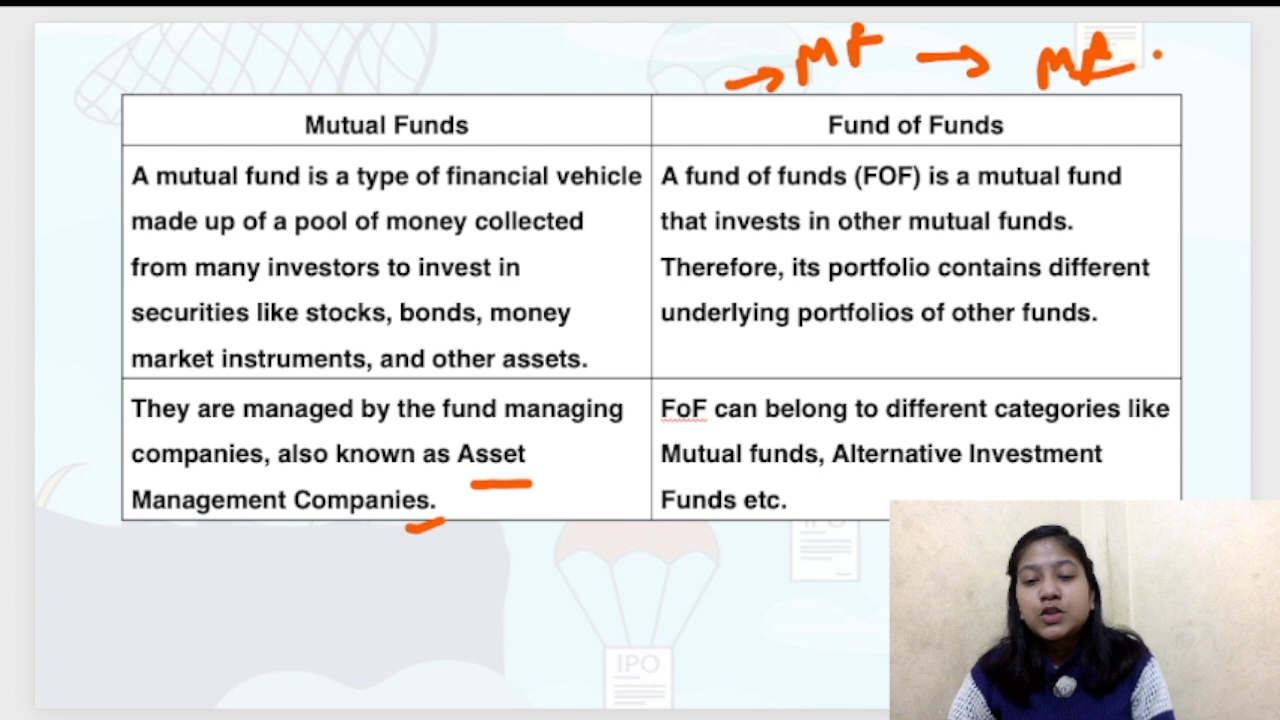 → MF → MF.
Mutual Funds
Fund of Funds
A mutual fund is a type of financial vehicle
made up of a pool of money collected
from many investors to invest in
securities like stocks, bonds, money
market instruments, and other assets.
A fund of funds (FOF) is a mutual fund
that invests in other mutual funds.
Therefore, its portfolio contains different
underlying portfolios of other funds.
They are managed by the fund managing
companies, also known as Asset
Management Companies.
FoF can belong to different categories like
Mutual funds, Alternative Investment
Funds etc.
IPO
IPO